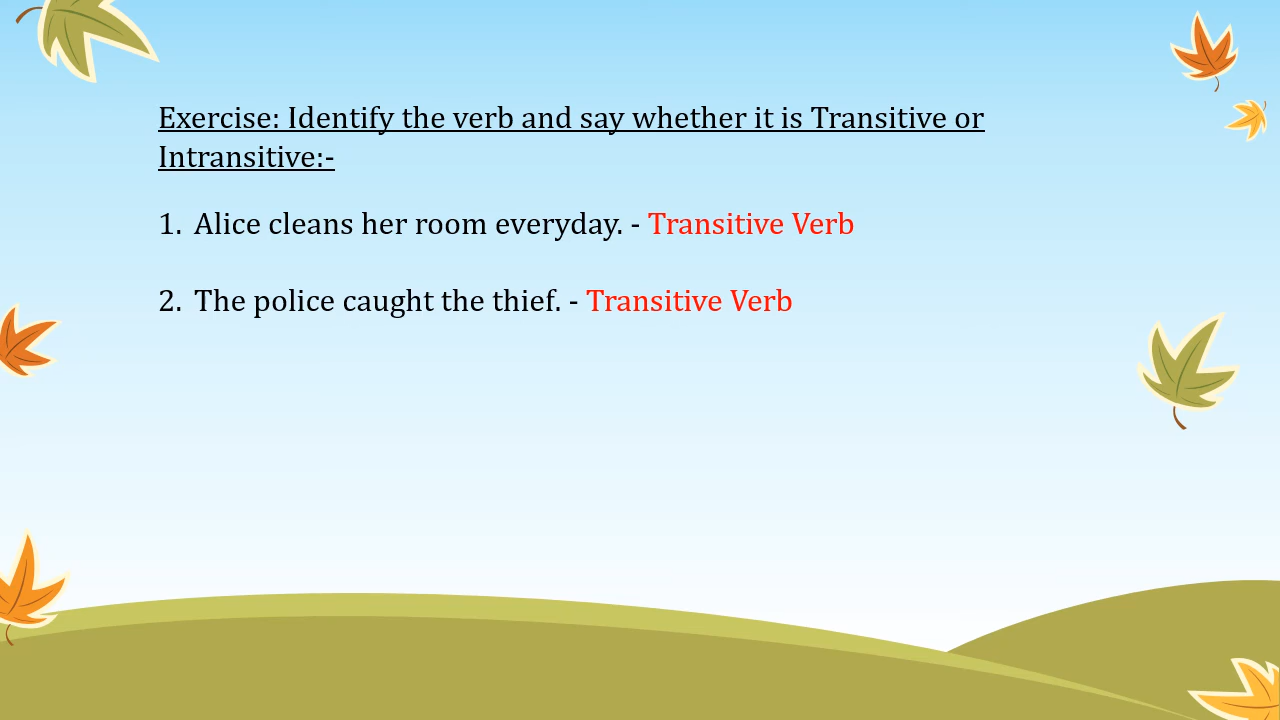 Exercise: Identify the verb and say whether it is Transitive or
Intransitive:-
1. Alice cleans her room everyday. - Transitive Verb
2. The police caught the thief. - Transitive Verb